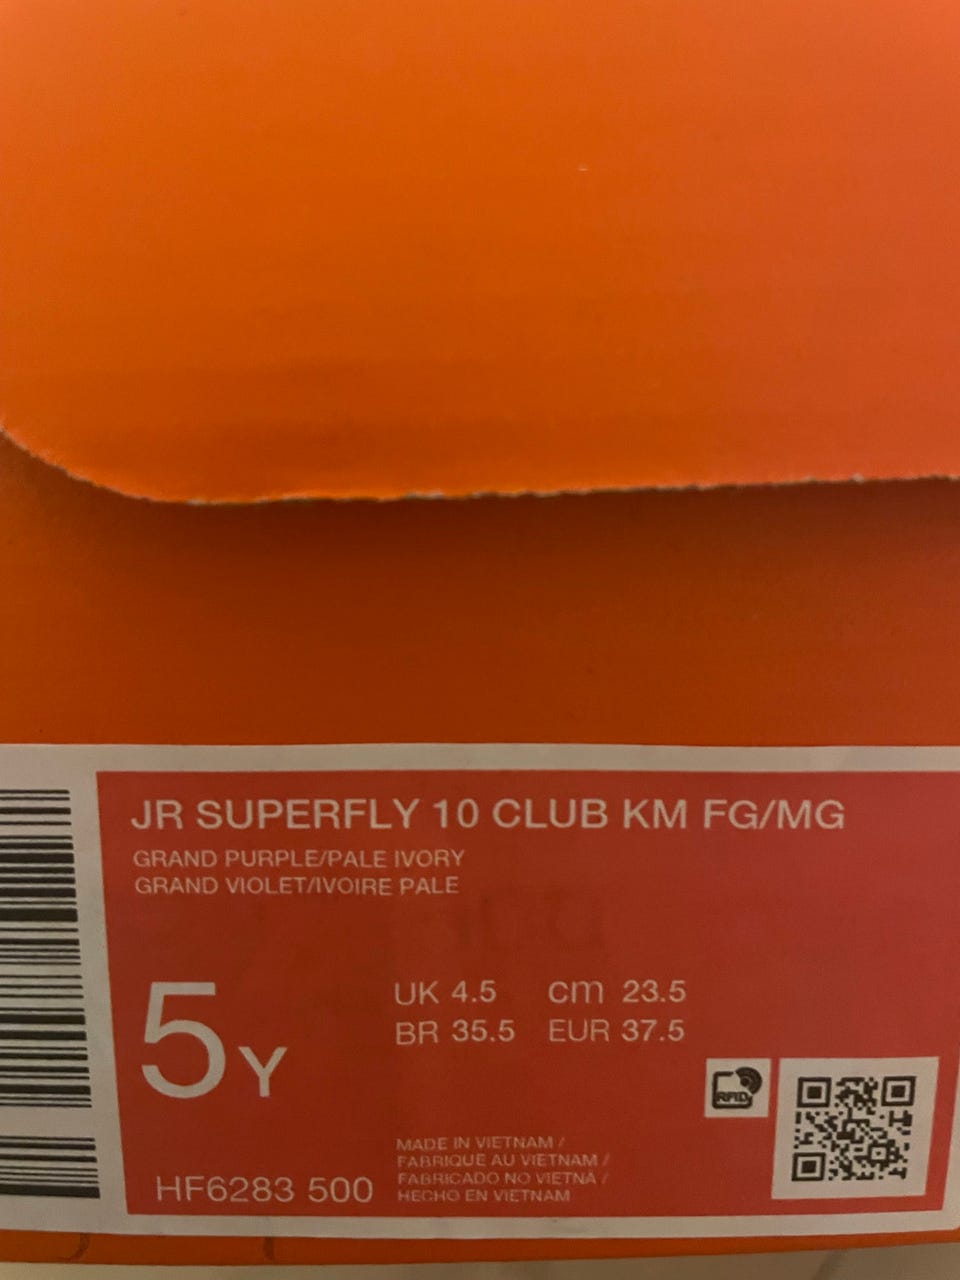 JR SUPERFLY 10 CLUB KM FG/MG
GRAND PURPLE/PALE IVORY
GRAND VIOLET/IVOIRE PALE
5Y
UK 4.5 cm 23.5
BR 35.5 EUR 37.5
RFID
MADE IN VIETNAM /
FABRIQUE AU VIETNAM /
FABRICADO NO VIETNA /
HECHO EN VIETNAM
HF6283 500